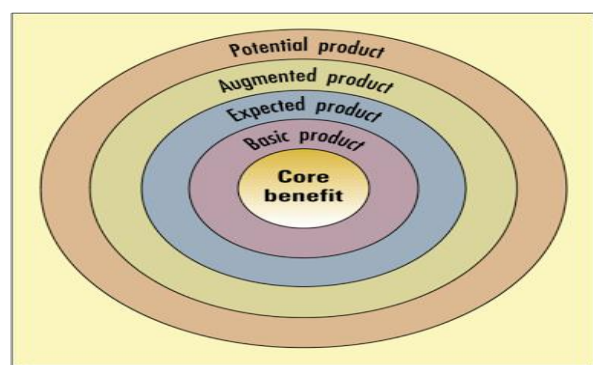 Potential product
Augmented product
Expected product
Basic product
Core
benefit